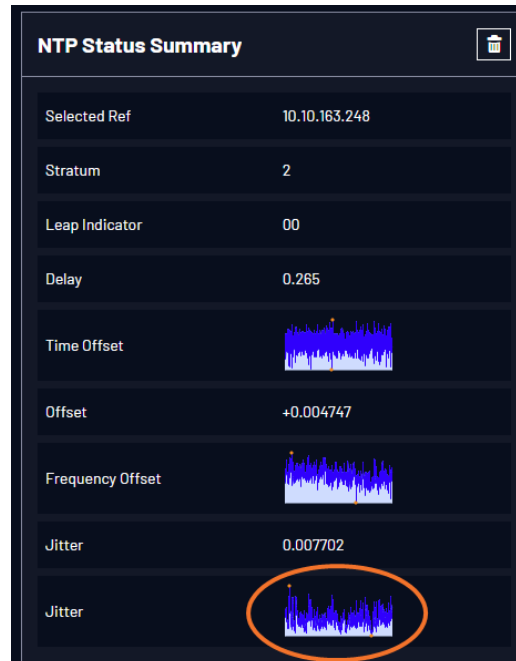 NTP Status Summary
Selected Ref 10.10.163.248
Stratum 2
Leap Indicator 00
Delay 0.265
Time Offset
Offset +0.004747
Frequency Offset
Jitter 0.007702
Jitter